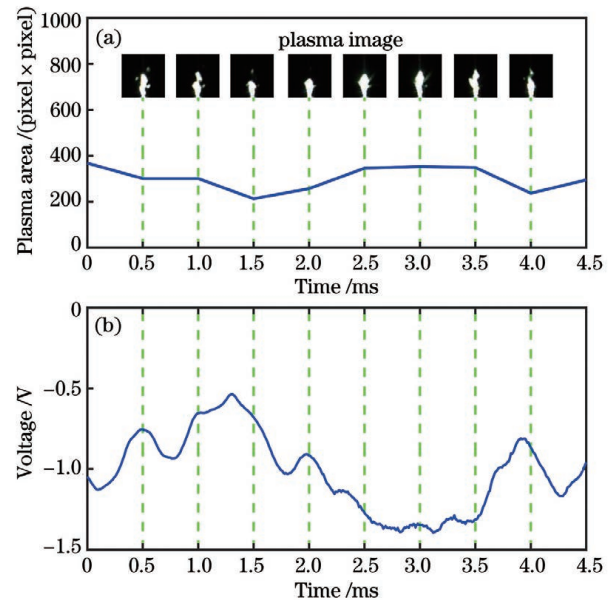 (a)
plasma image
Plasma area /(pixel × pixel)
1000
800
600
400
200
0
0 0.5 1.0 1.5 2.0 2.5 3.0 3.5 4.0 4.5
Time /ms
(b)
Voltage /V
0
−0.5
−1.0
−1.5
0 0.5 1.0 1.5 2.0 2.5 3.0 3.5 4.0 4.5
Time /ms